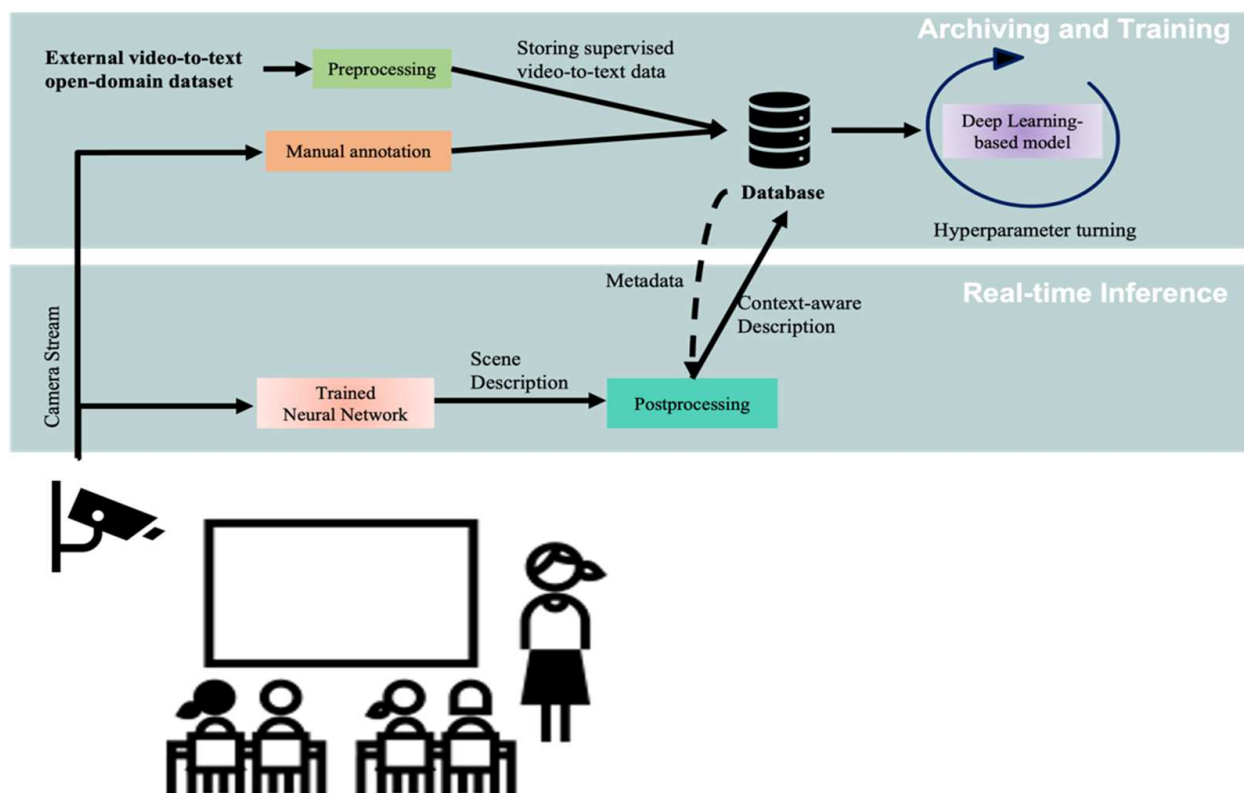 Archiving and Training
External video-to-text
open-domain dataset
Preprocessing
Storing supervised
video-to-text data
Manual annotation
Deep Learning-
based model
Database
Hyperparameter turning
Real-time Inference
Metadada
Context-aware
Description
Camera Stream
Scene
Description
Trained
Neural Network
Postprocessing